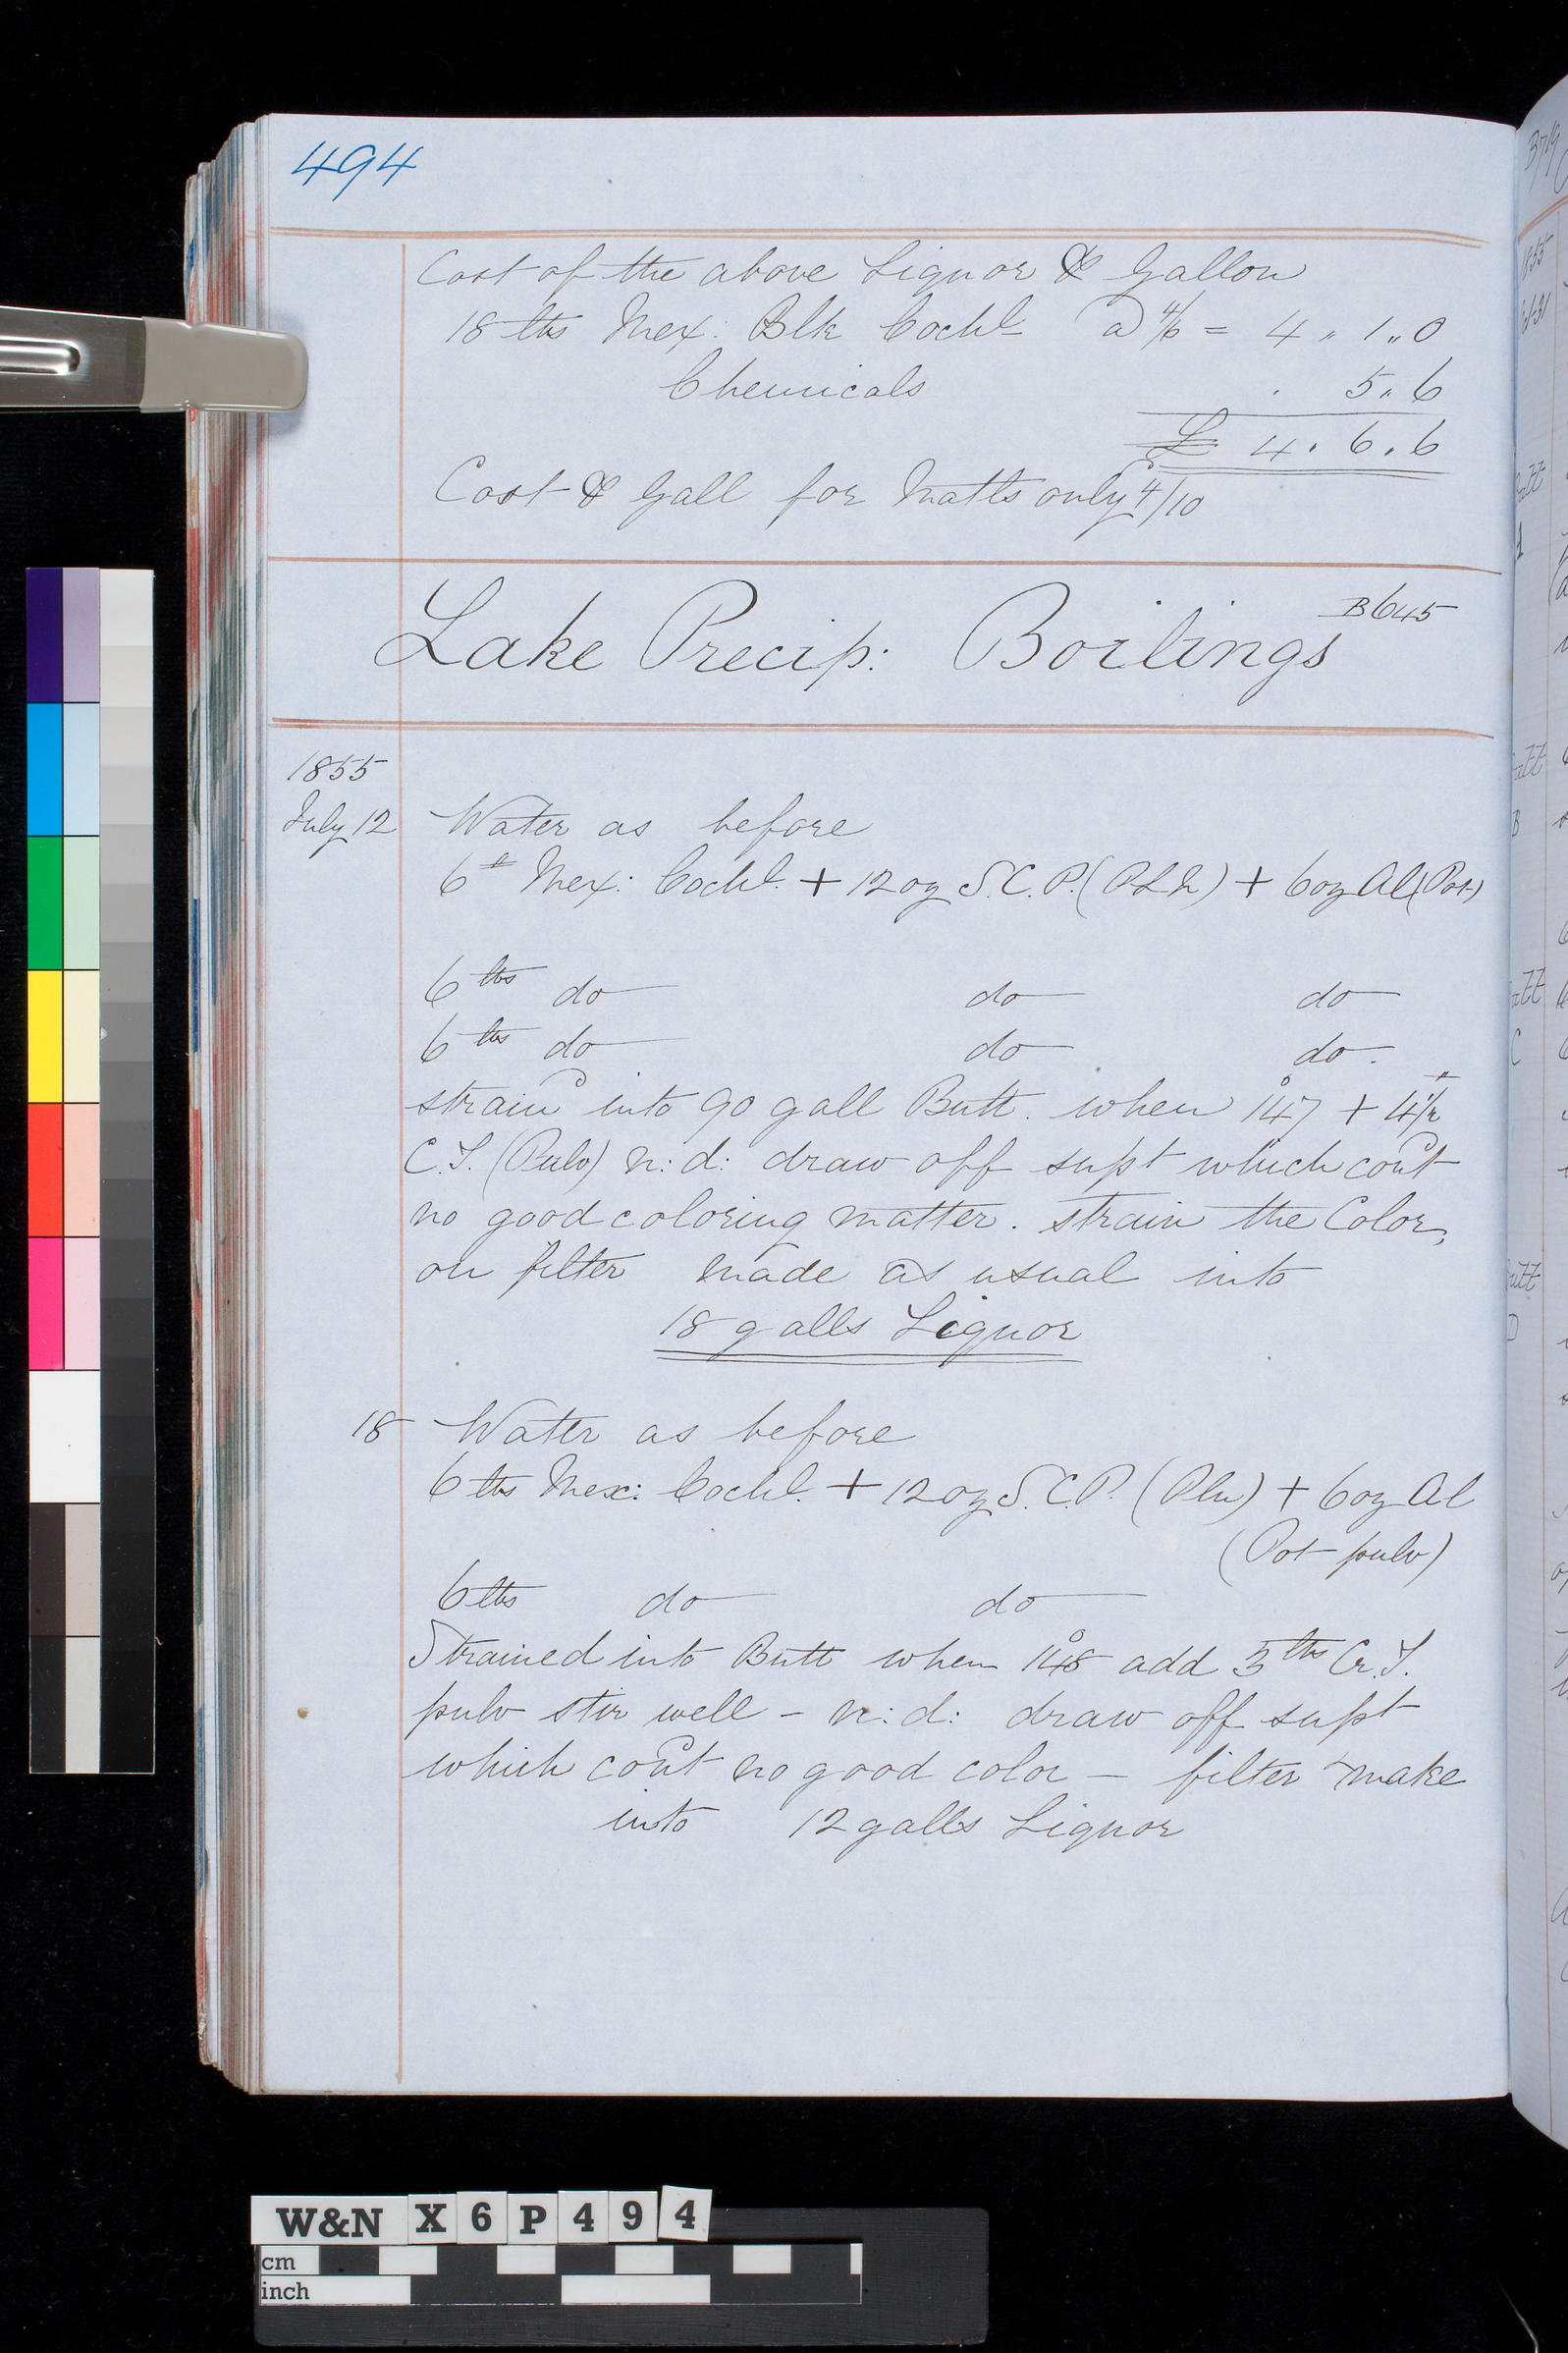 494
Cost of the above Liquor ⅌ Gallon
18 lbs Mex: Blk Cochl @ 4/6 = 4 " 1 " 0
Chemicals . 5 " 6
£ 4 . 6 . 6
Cost ⅌ Gall for Matts only 4/10
Lake Precip: Boilings B645
1855
July 12 Water as before
6 # Mex: Cochl. + 12 oz S.C.P. (P L N) + 6 oz Al (Pot)
6 lbs do do do
6 lbs do do do.
strain into 90 gall Butt. when 147° + 4½ #
C.T. (Pulv) n: d: draw off supt which cont
no good coloring matter. strain the Color,
on filter made as usual into
18 galls Liquor
18 Water as before
6 lbs Mex: Cochl. + 12 oz S.C.P. (Pln) + 6 oz Al
(Pot pulv)
6 lbs do do
Strained into Butt when 148° add 3 lbs Cr. T.
pulv stir well – n: d: draw off supt
which cont no good color – filter make
into 12 galls Liquor
W&N X 6 P 4 9 4
cm
inch